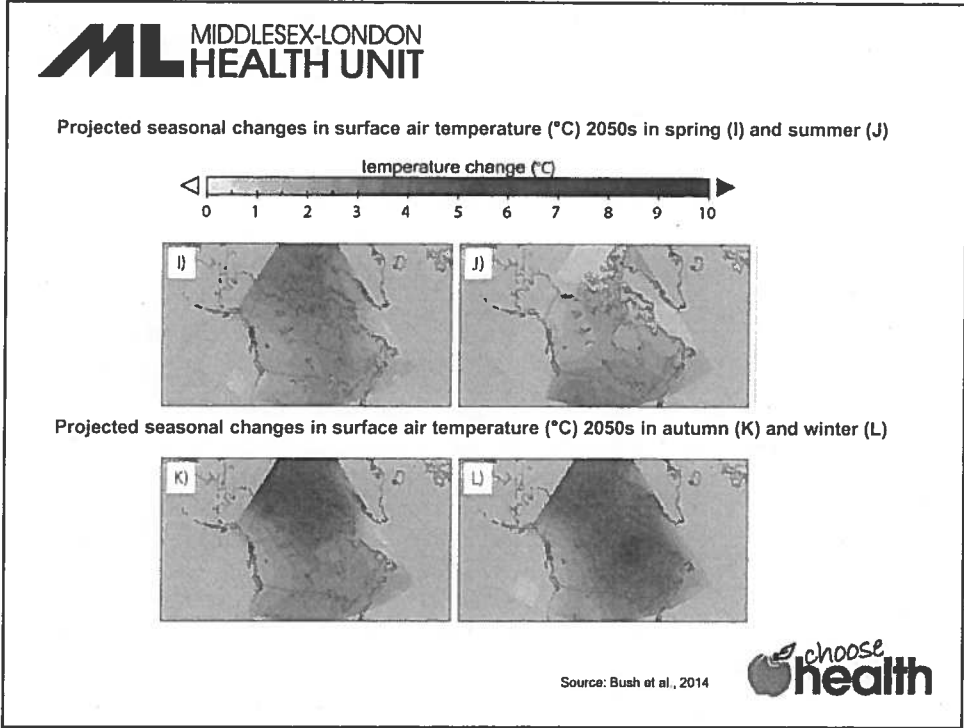 ML MIDDLESEX-LONDON
HEALTH UNIT
Projected seasonal changes in surface air temperature (°C) 2050s in spring (I) and summer (J)
temperature change (°C)
0 1 2 3 4 5 6 7 8 9 10
I) J)
Projected seasonal changes in surface air temperature (°C) 2050s in autumn (K) and winter (L)
K) L)
Source: Bush et al., 2014
choose
health